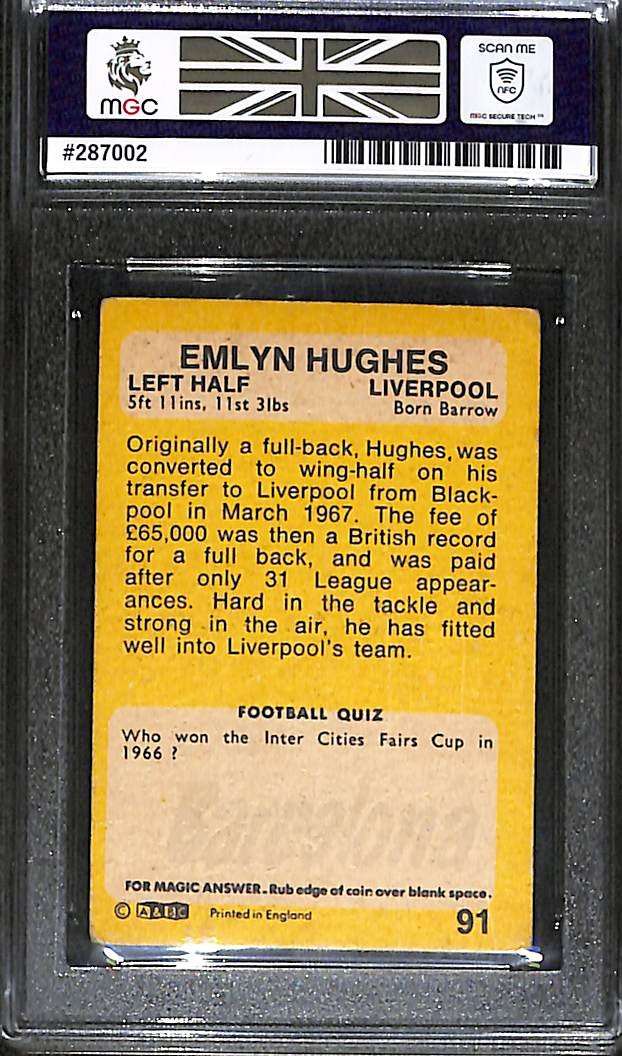 MGC
SCAN ME
NFC
MGC SECURE TECH ™
#287002
EMLYN HUGHES
LEFT HALF LIVERPOOL
5ft 11ins, 11st 3lbs Born Barrow
Originally a full-back, Hughes, was
converted to wing-half on his
transfer to Liverpool from Black-
pool in March 1967. The fee of
£65,000 was then a British record
for a full back, and was paid
after only 31 League appear-
ances. Hard in the tackle and
strong in the air, he has fitted
well into Liverpool's team.
FOOTBALL QUIZ
Who won the Inter Cities Fairs Cup in
1966 ?
Barcelona
FOR MAGIC ANSWER. Rub edge of coin over blank space.
© A&BC Printed in England 91